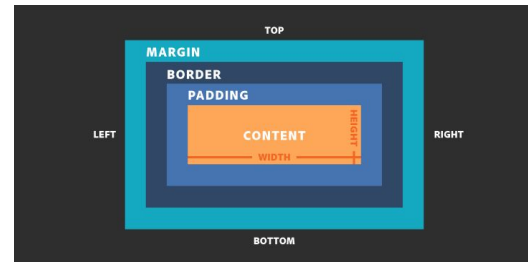 TOP
MARGIN
BORDER
PADDING
HEIGHT
LEFT
CONTENT
RIGHT
WIDTH
BOTTOM